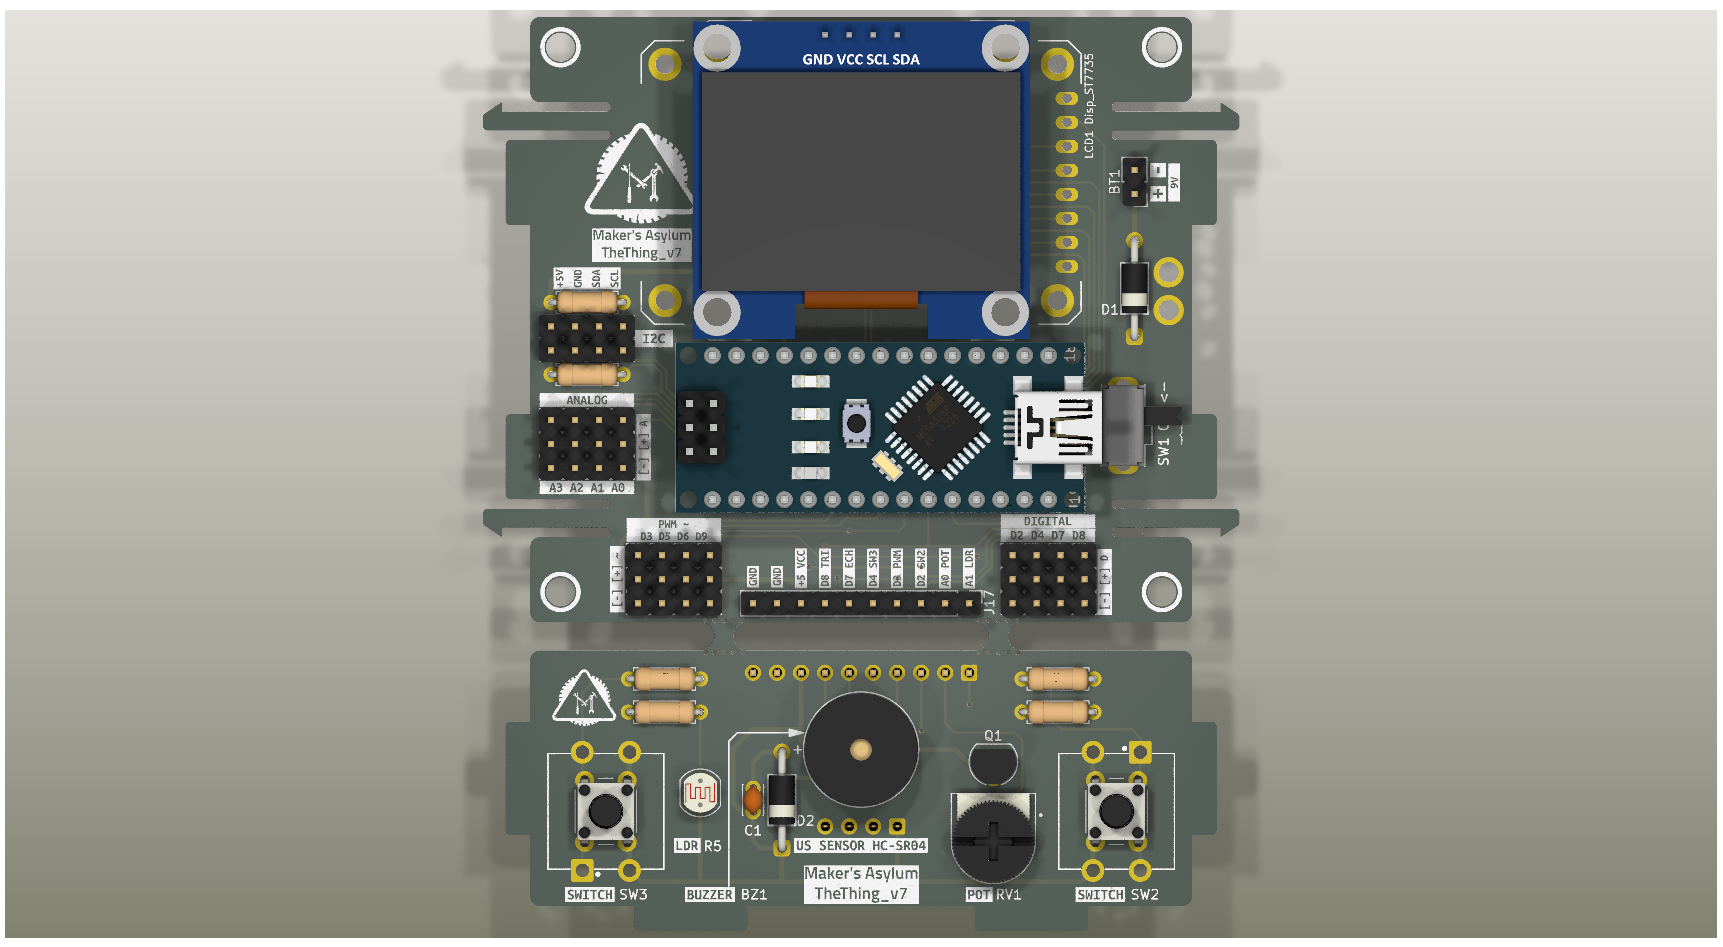 GND VCC SCL SDA
LCD1 Disp_ST7735
BT1
-
+
9V
Maker's Asylum
TheThing_v7
+5V
GND
SDA
SCL
I2C
D1
ANALOG
[-] [+] A
A3 A2 A1 A0
SW1
PWM ~
D3 D5 D6 D9
[-] [+] ~
DIGITAL
D2 D4 D7 D8
[-] [+] D
GND
GND
+5 VCC
D8 TRI
D7 ECH
D4 SW3
PWM
D2 SW2
A0 POT
A1 LDR
J17
Q1
+
C1
D2
LDR R5
US SENSOR HC-SR04
Maker's Asylum
TheThing_v7
SWITCH SW3
BUZZER BZ1
POT RV1
SWITCH SW2